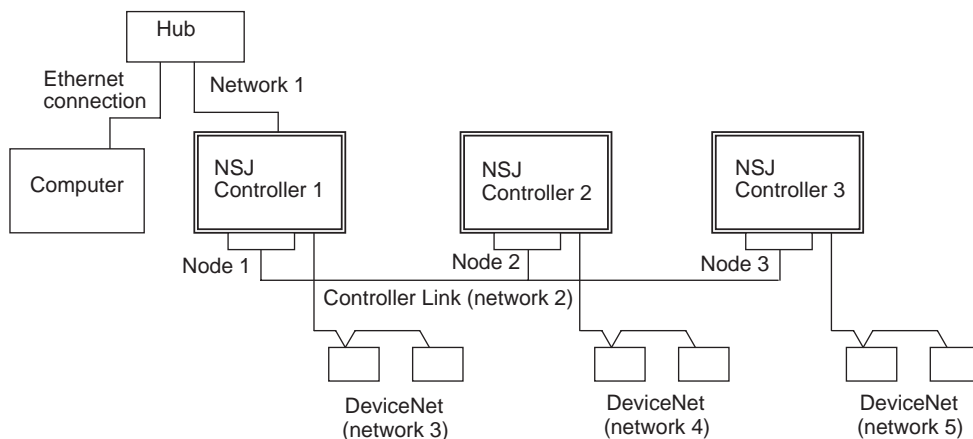 Hub
Ethernet
connection
Network 1
Computer
NSJ
Controller 1
NSJ
Controller 2
NSJ
Controller 3
Node 1
Node 2
Node 3
Controller Link (network 2)
DeviceNet
(network 3)
DeviceNet
(network 4)
DeviceNet
(network 5)